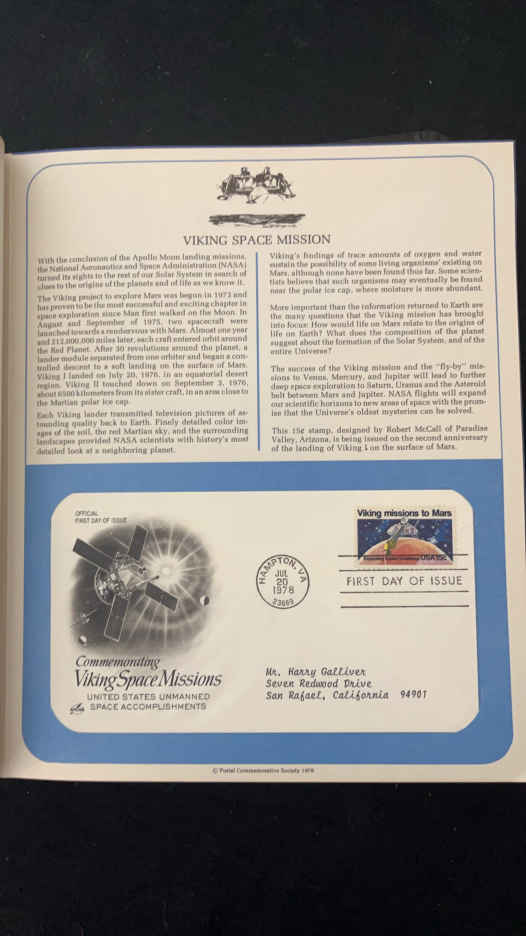 VIKING SPACE MISSION
With the conclusion of the Apollo Moon landing missions,
the National Aeronautics and Space Administration (NASA)
turned its sights to the rest of our Solar System in search of
clues to the origins of the planets and of life as we know it.
The Viking project to explore Mars was begun in 1973 and
has proven to be the most successful and exciting chapter in
space exploration since Man first walked on the Moon. In
August and September of 1975, two spacecraft were
launched towards a rendezvous with Mars. Almost one year
and 212,800,000 miles later, each craft entered orbit around
the Red Planet. After 30 revolutions around the planet, a
lander module separated from one orbiter and began a con-
trolled descent to a soft landing on the surface of Mars.
Viking I landed on July 20, 1976, in an equatorial desert
region. Viking II touched down on September 3, 1976,
about 6500 kilometers from its sister craft, in an area close to
the Martian polar ice cap.
Each Viking lander transmitted television pictures of as-
tounding quality back to Earth. Finely detailed color im-
ages of the soil, the red Martian sky, and the surrounding
landscapes provided NASA scientists with history's most
detailed look at a neighboring planet.
Viking's findings of trace amounts of oxygen and water
sustain the possibility of some living organisms' existing on
Mars, although none have been found thus far. Some scien-
tists believe that such organisms may eventually be found
near the polar ice cap, where moisture is more abundant.
More important than the information returned to Earth are
the many questions that the Viking mission has brought
into focus: How would life on Mars relate to the origins of
life on Earth? What does the composition of the planet
suggest about the formation of the Solar System, and of the
entire Universe?
The success of the Viking mission and the "fly-by" mis-
sions to Venus, Mercury, and Jupiter will lead to further
deep space exploration to Saturn, Uranus and the Asteroid
belt between Mars and Jupiter. NASA flights will expand
our scientific horizons to new areas of space with the prom-
ise that the Universe's oldest mysteries can be solved.
This 15¢ stamp, designed by Robert McCall of Paradise
Valley, Arizona, is being issued on the second anniversary
of the landing of Viking I on the surface of Mars.
OFFICIAL
FIRST DAY OF ISSUE
Viking missions to Mars
USA 15c
HAMPTON, VA
JUL
20
1978
23669
FIRST DAY OF ISSUE
Commemorating
Viking Space Missions
UNITED STATES UNMANNED
SPACE ACCOMPLISHMENTS
Mr. Harry Galliver
Seven Redwood Drive
San Rafael, California 94901
© Postal Commemorative Society 1978